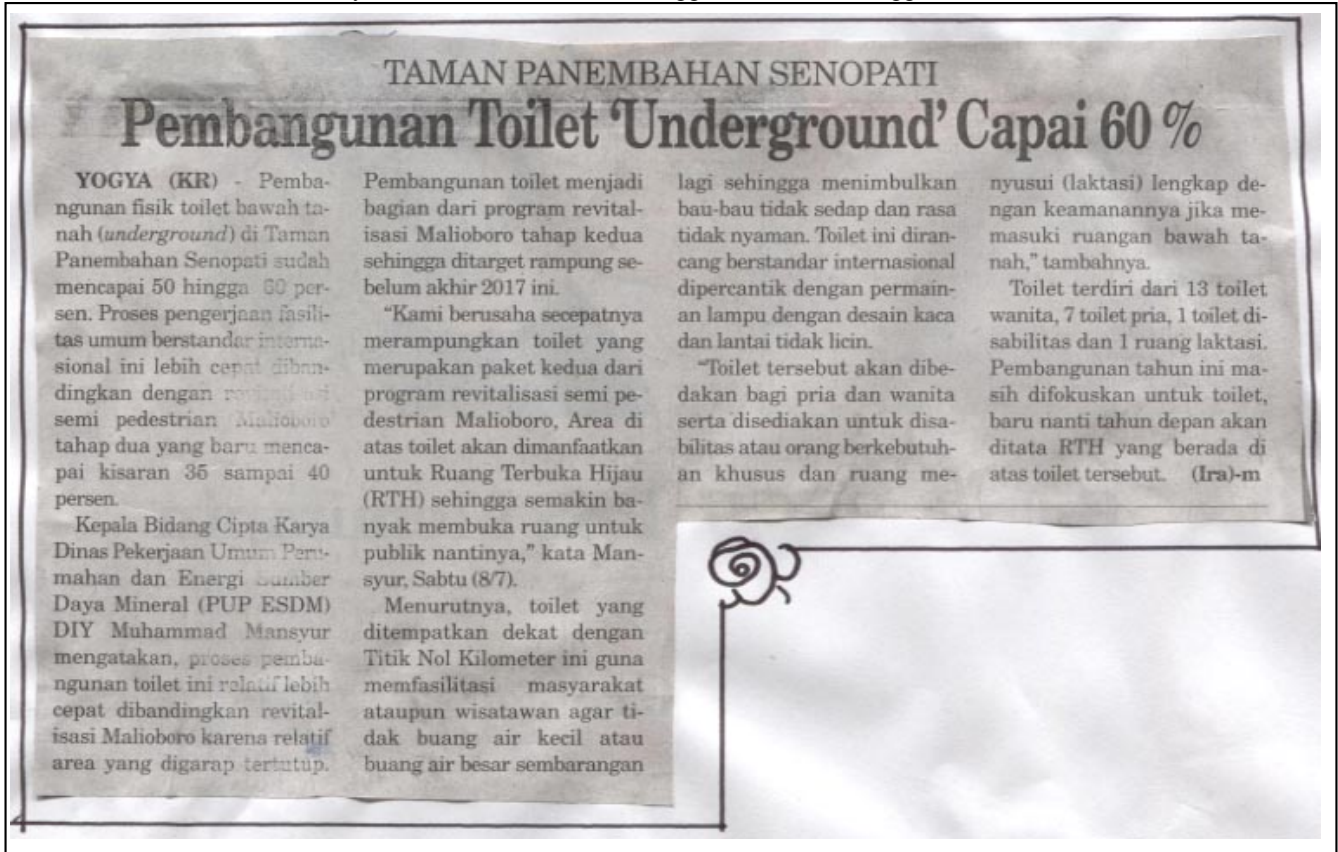 TAMAN PANEMBAHAN SENOPATI
Pembangunan Toilet 'Underground' Capai 60 %
YOGYA (KR) - Pemba-
ngunan fisik toilet bawah ta-
nah (underground) di Taman
Panembahan Senopati sudah
mencapai 50 hingga 60 per-
sen. Proses pengerjaan fasili-
tas umum berstandar interna-
sional ini lebih cepat diban-
dingkan dengan
semi pedestrian Malioboro
tahap dua yang baru menca-
pai kisaran 35 sampai 40
persen.
Kepala Bidang Cipta Karya
Dinas Pekerjaan Umum Peru-
mahan dan Energi Sumber
Daya Mineral (PUP ESDM)
DIY Muhammad Mansyur
mengatakan, proses pemba-
ngunan toilet ini relatif lebih
cepat dibandingkan revital-
isasi Malioboro karena relatif
area yang digarap tertutup.
Pembangunan toilet menjadi
bagian dari program revital-
isasi Malioboro tahap kedua
sehingga ditarget rampung se-
belum akhir 2017 ini.
"Kami berusaha secepatnya
merampungkan toilet yang
merupakan paket kedua dari
program revitalisasi semi pe-
destrian Malioboro, Area di
atas toilet akan dimanfaatkan
untuk Ruang Terbuka Hijau
(RTH) sehingga semakin ba-
nyak membuka ruang untuk
publik nantinya," kata Man-
syur, Sabtu (8/7).
Menurutnya, toilet yang
ditempatkan dekat dengan
Titik Nol Kilometer ini guna
memfasilitasi masyarakat
ataupun wisatawan agar ti-
dak buang air kecil atau
buang air besar sembarangan
lagi sehingga menimbulkan
bau-bau tidak sedap dan rasa
tidak nyaman. Toilet ini diran-
cang berstandar internasional
dipercantik dengan permain-
an lampu dengan desain kaca
dan lantai tidak licin.
"Toilet tersebut akan dibe-
dakan bagi pria dan wanita
serta disediakan untuk disa-
bilitas atau orang berkebutuh-
an khusus dan ruang me-
nyusui (laktasi) lengkap de-
ngan keamanannya jika me-
masuki ruangan bawah ta-
nah," tambahnya.
Toilet terdiri dari 13 toilet
wanita, 7 toilet pria, 1 toilet di-
sabilitas dan 1 ruang laktasi.
Pembangunan tahun ini ma-
sih difokuskan untuk toilet,
baru nanti tahun depan akan
ditata RTH yang berada di
atas toilet tersebut. (Ira)-m